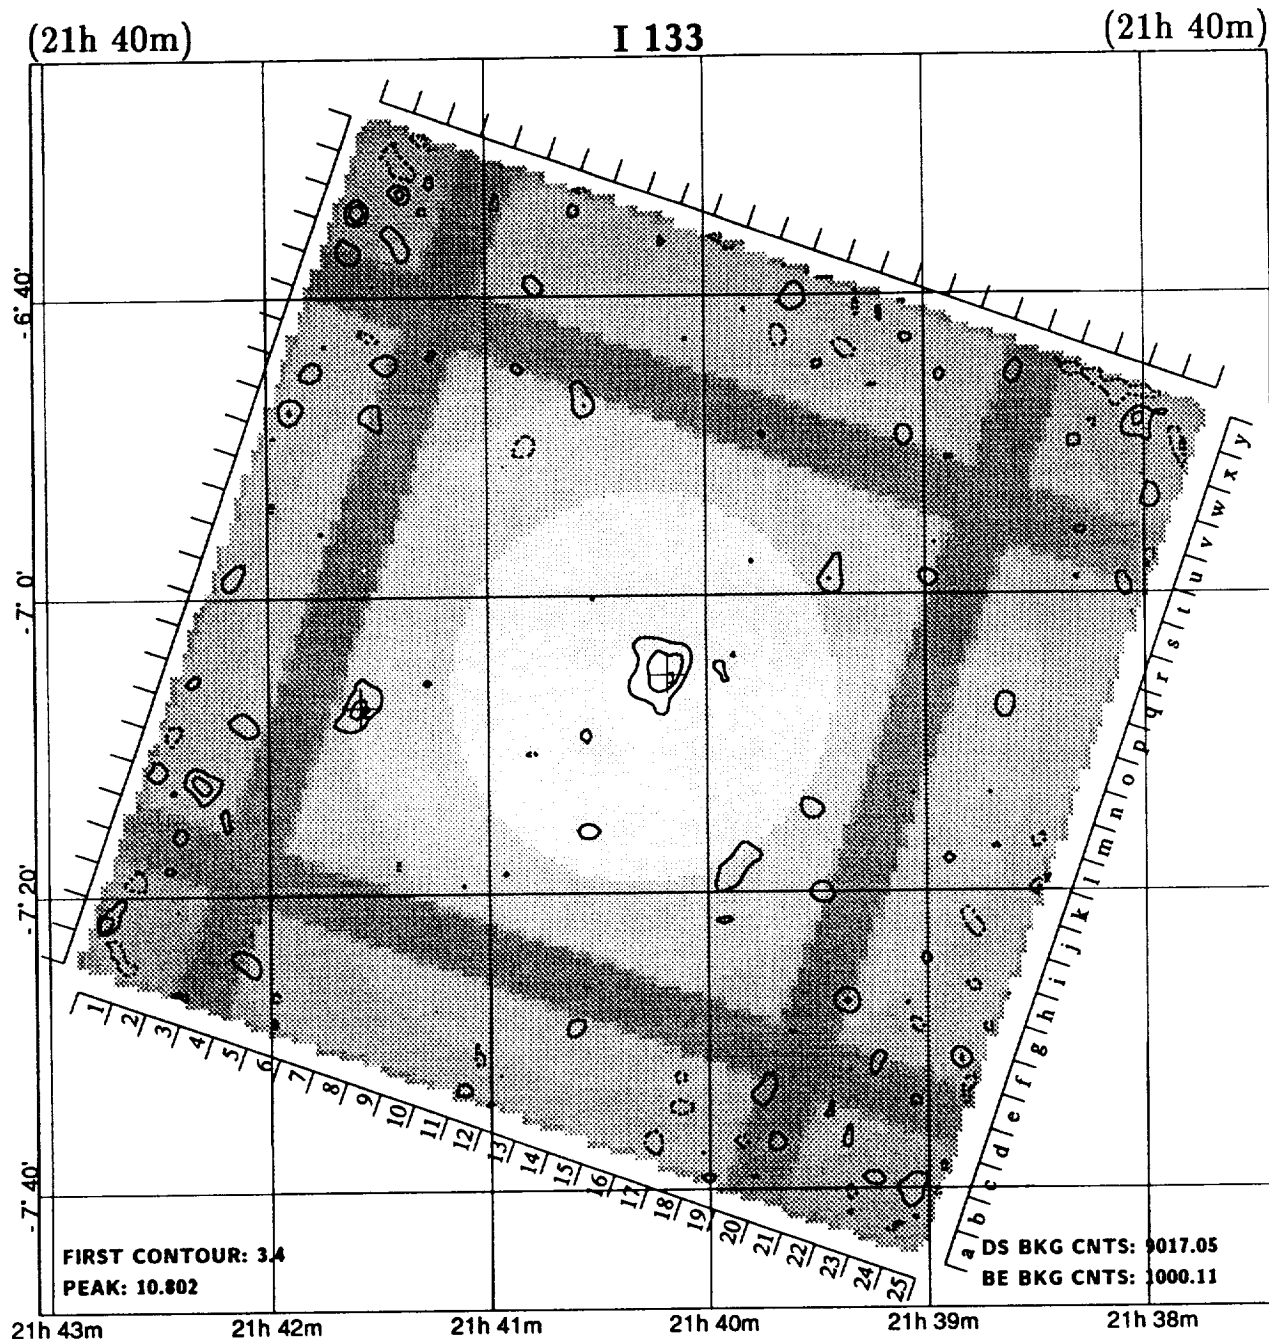 (21h 40m)
I 133
(21h 40m)
- 6° 40'
-7° 0'
-7° 20'
-7° 40'
1 2 3 4 5 6 7 8 9 10 11 12 13 14 15 16 17 18 19 20 21 22 23 24 25
a b c d e f g h i j k l m n o p q r s t u v w x y
FIRST CONTOUR: 3.4
PEAK: 10.802
DS BKG CNTS: 9017.05
BE BKG CNTS: 1000.11
21h 43m 21h 42m 21h 41m 21h 40m 21h 39m 21h 38m